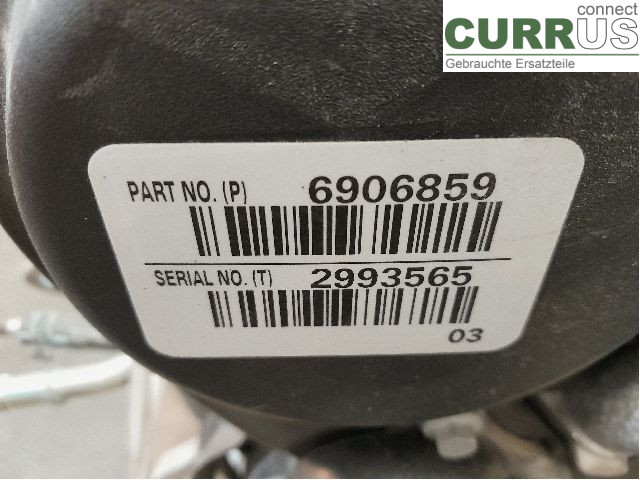 connect
CURRUS
Gebrauchte Ersatzteile
PART NO. (P) 6906859
SERIAL NO. (T) 2993565
03